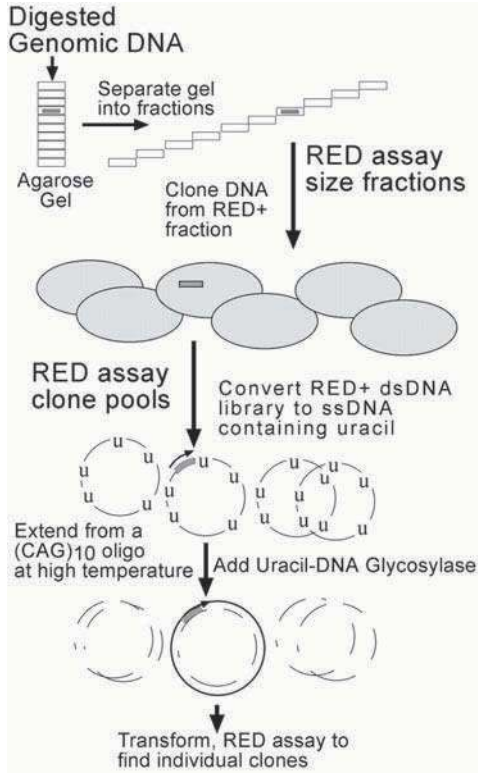 Digested
Genomic DNA
Separate gel
into fractions
Agarose
Gel
RED assay
size fractions
Clone DNA
from RED+
fraction
RED assay
clone pools
Convert RED+ dsDNA
library to ssDNA
containing uracil
u u u u u
u u u u u
u u u u u u u u
Extend from a
(CAG)10 oligo
at high temperature
Add Uracil-DNA Glycosylase
Transform, RED assay to
find individual clones